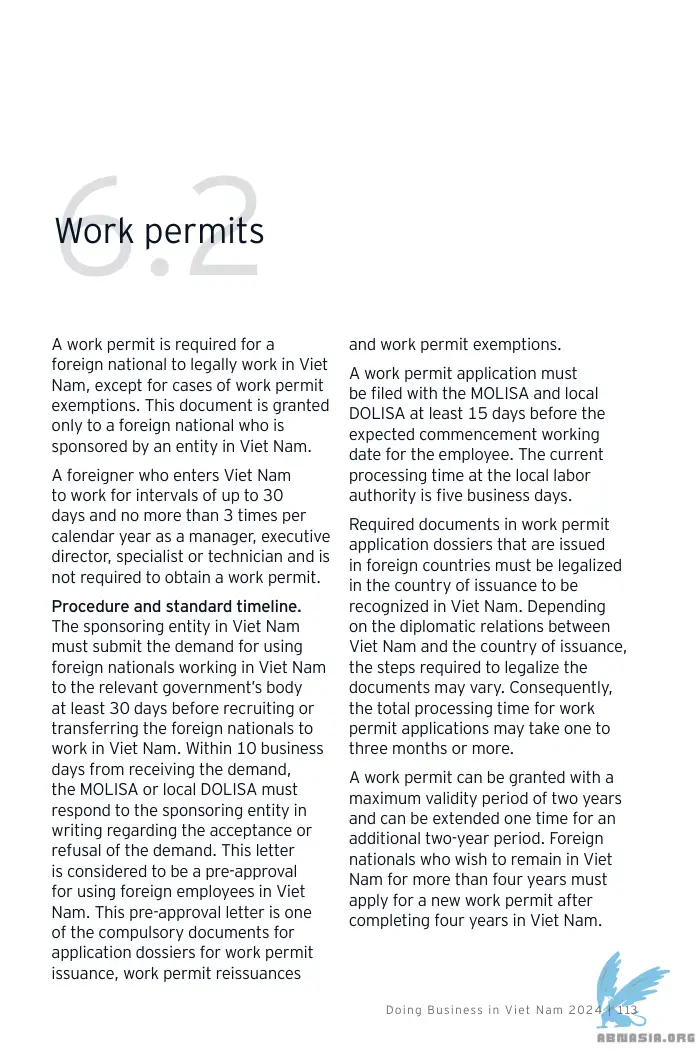 6.2
Work permits
A work permit is required for a
foreign national to legally work in Viet
Nam, except for cases of work permit
exemptions. This document is granted
only to a foreign national who is
sponsored by an entity in Viet Nam.
A foreigner who enters Viet Nam
to work for intervals of up to 30
days and no more than 3 times per
calendar year as a manager, executive
director, specialist or technician and is
not required to obtain a work permit.
Procedure and standard timeline.
The sponsoring entity in Viet Nam
must submit the demand for using
foreign nationals working in Viet Nam
to the relevant government's body
at least 30 days before recruiting or
transferring the foreign nationals to
work in Viet Nam. Within 10 business
days from receiving the demand,
the MOLISA or local DOLISA must
respond to the sponsoring entity in
writing regarding the acceptance or
refusal of the demand. This letter
is considered to be a pre-approval
for using foreign employees in Viet
Nam. This pre-approval letter is one
of the compulsory documents for
application dossiers for work permit
issuance, work permit reissuances
and work permit exemptions.
A work permit application must
be filed with the MOLISA and local
DOLISA at least 15 days before the
expected commencement working
date for the employee. The current
processing time at the local labor
authority is five business days.
Required documents in work permit
application dossiers that are issued
in foreign countries must be legalized
in the country of issuance to be
recognized in Viet Nam. Depending
on the diplomatic relations between
Viet Nam and the country of issuance,
the steps required to legalize the
documents may vary. Consequently,
the total processing time for work
permit applications may take one to
three months or more.
A work permit can be granted with a
maximum validity period of two years
and can be extended one time for an
additional two-year period. Foreign
nationals who wish to remain in Viet
Nam for more than four years must
apply for a new work permit after
completing four years in Viet Nam.
Doing Business in Viet Nam 2024 | 113
ABNASIA.ORG